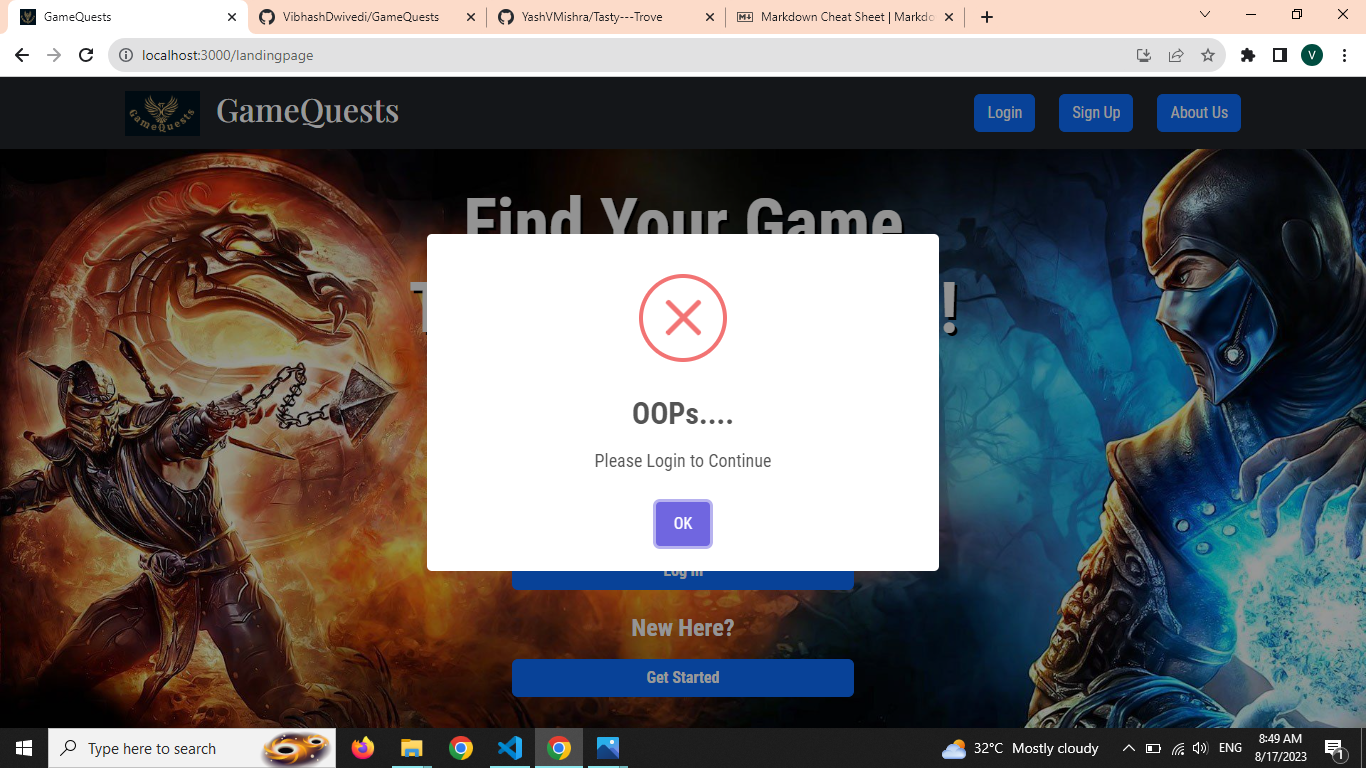 GameQuests
VibhashDwivedi/GameQuests
YashVMishra/Tasty---Trove
Markdown Cheat Sheet | Markdo
localhost:3000/landingpage
V
GameQuests
GameQuests
Login
Sign Up
About Us
Find Your Game
T
!
OOPs....
Please Login to Continue
OK
Log In
New Here?
Get Started
Type here to search
32°C Mostly cloudy
ENG
8:49 AM
8/17/2023
1